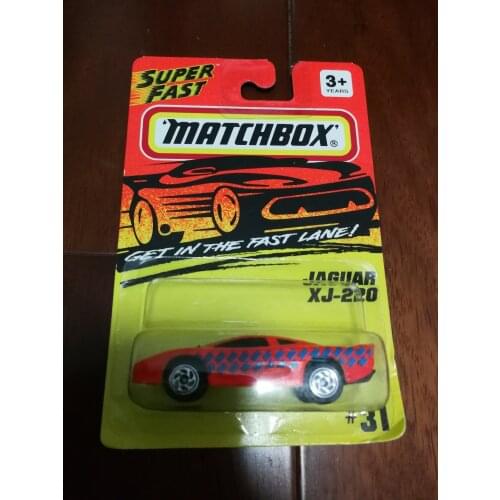 SUPER
FAST
3+
YEARS
'MATCHBOX'®
GET IN THE FAST LANE!
JAGUAR
XJ-220
#31